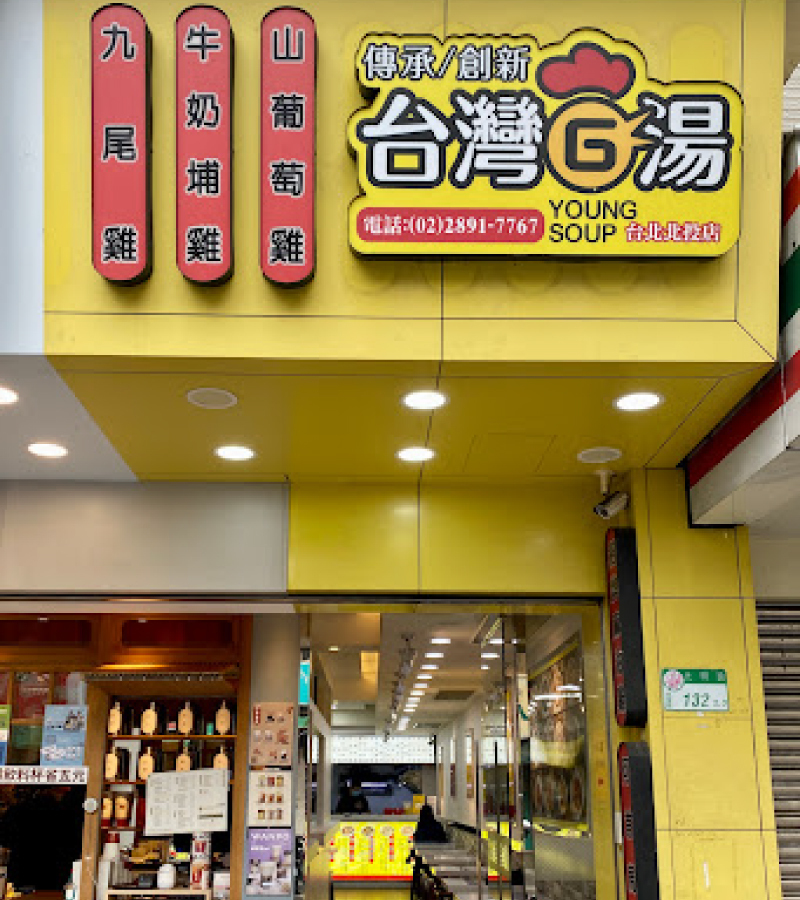 九尾雞
牛奶埔雞
山葡萄雞
傳承/創新
台灣G湯
電話:(02)2891-7767
YOUNG
SOUP 台北北投店
132
WANPO